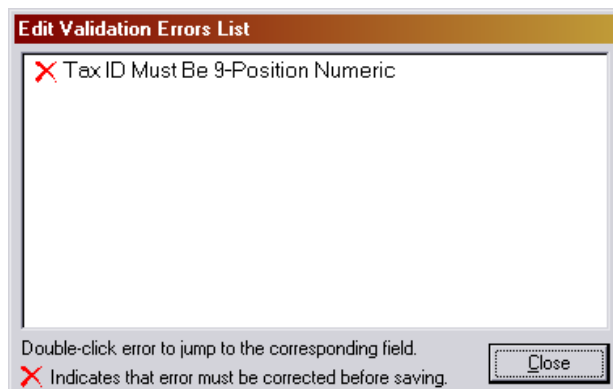 Edit Validation Errors List
Tax ID Must Be 9-Position Numeric
Double-click error to jump to the corresponding field.
Indicates that error must be corrected before saving.
Close